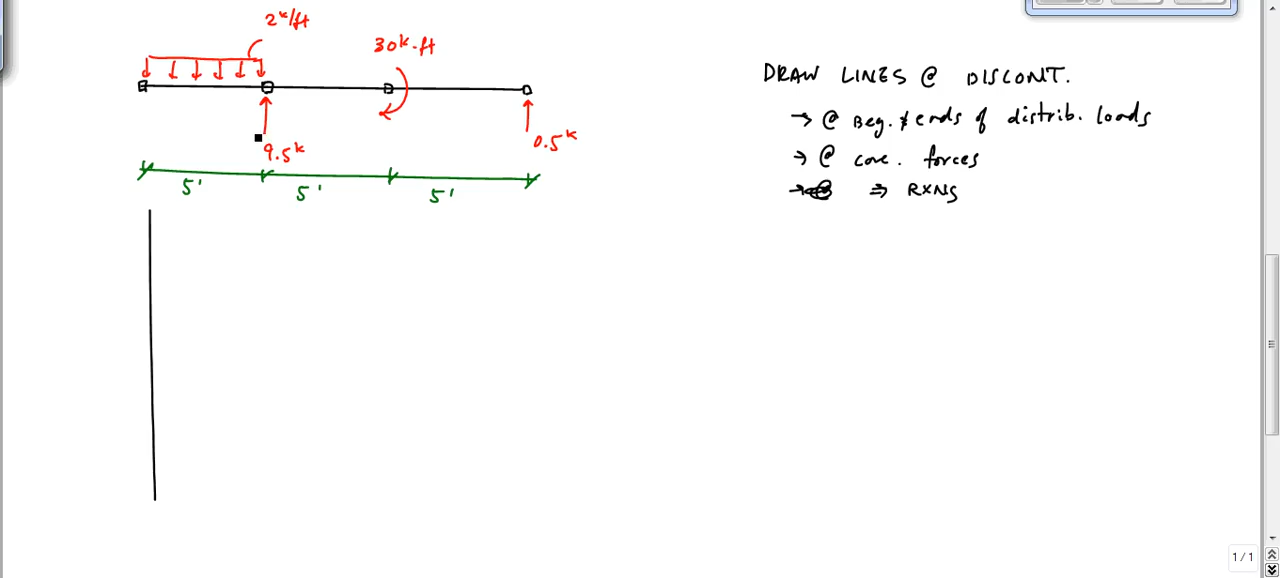 2ᵏ/ft
30k·ft
DRAW LINES @ DISCONT.
→ @ Beg. & ends of distrib. loads
→ @ conc. forces
→ ⇒ RXNS
9.5ᵏ
0.5ᵏ
5' 5' 5'
1 / 1